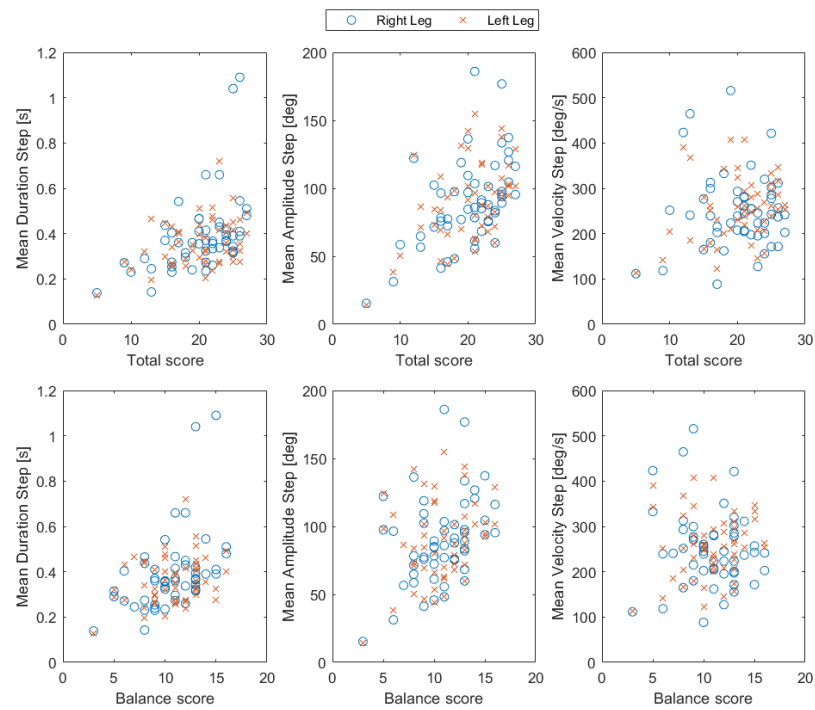 Right Leg Left Leg
Mean Duration Step [s]
1.2
1
0.8
0.6
0.4
0.2
0
0 10 20 30
Total score
Mean Amplitude Step [deg]
200
150
100
50
0
0 10 20 30
Total score
Mean Velocity Step [deg/s]
600
500
400
300
200
100
0
0 10 20 30
Total score
Mean Duration Step [s]
1.2
1
0.8
0.6
0.4
0.2
0
0 5 10 15 20
Balance score
Mean Amplitude Step [deg]
200
150
100
50
0
0 5 10 15 20
Balance score
Mean Velocity Step [deg/s]
600
500
400
300
200
100
0
0 5 10 15 20
Balance score